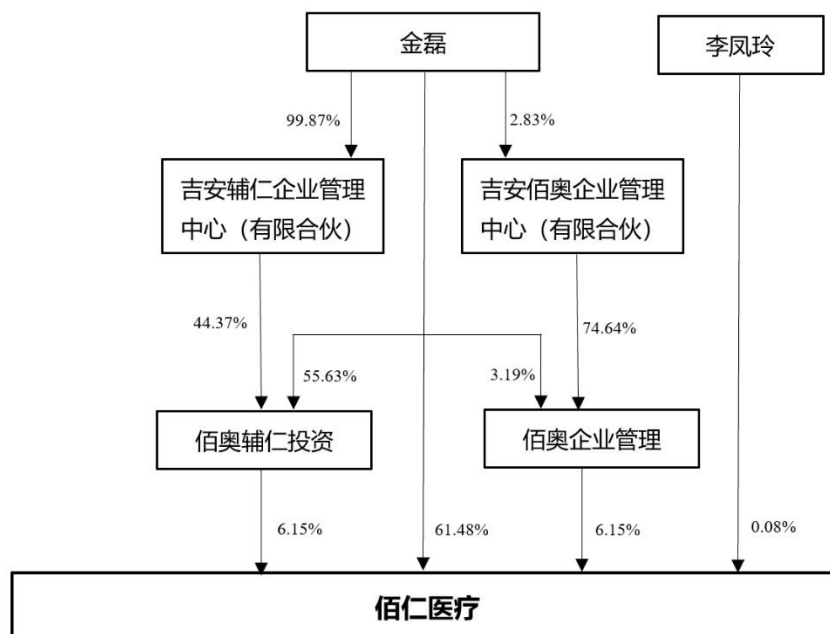 金磊
李凤玲
99.87%
2.83%
吉安辅仁企业管理
中心（有限合伙）
吉安佰奥企业管理
中心（有限合伙）
44.37%
74.64%
55.63%
3.19%
佰奥辅仁投资
佰奥企业管理
6.15%
61.48%
6.15%
0.08%
佰仁医疗